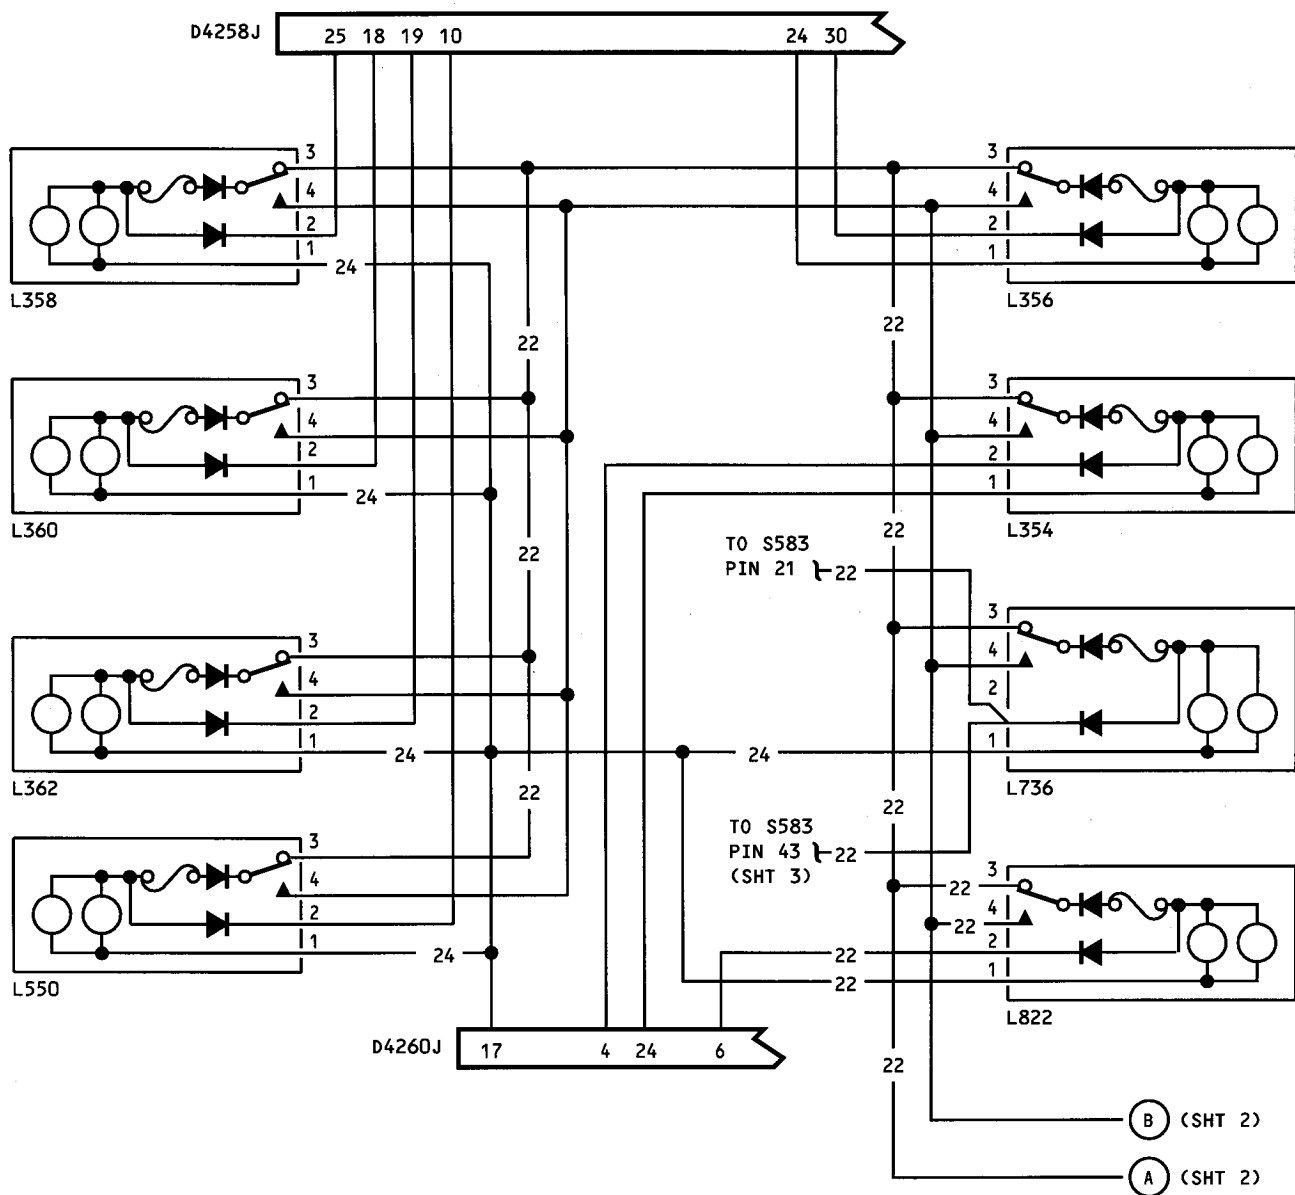 D4258J 25 18 19 10 24 30
3 3
4 4
2 2
1 24 1
L358 L356
22 22
3 3
4 4
2 2
1 24 1
L360 L354
22 22
TO S583
PIN 21 22
3 3
4 4
2 2
1 24 24 1
L362 L736
22 22
TO S583
PIN 43 22
(SHT 3)
3 3 22
4 4 22
2 2 22
1 24 1 22
L550 L822
D4260J 17 4 24 6
22
B (SHT 2)
A (SHT 2)